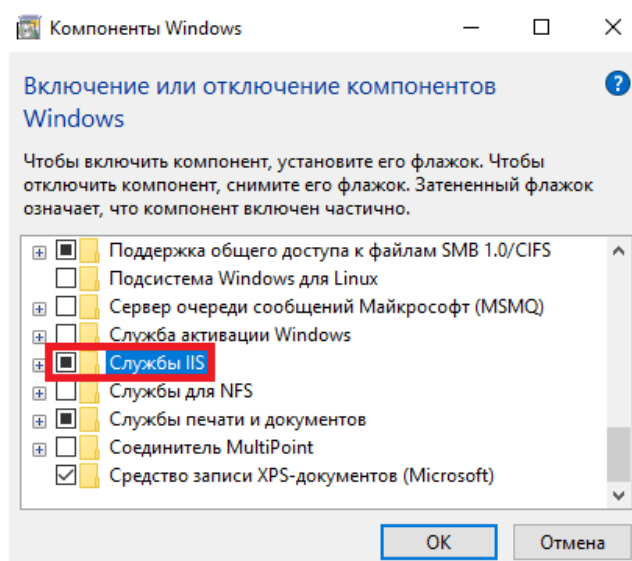 Компоненты Windows
Включение или отключение компонентов
Windows
?
Чтобы включить компонент, установите его флажок. Чтобы
отключить компонент, снимите его флажок. Затененный флажок
означает, что компонент включен частично.
Поддержка общего доступа к файлам SMB 1.0/CIFS
Подсистема Windows для Linux
Сервер очереди сообщений Майкрософт (MSMQ)
Служба активации Windows
Службы IIS
Службы для NFS
Службы печати и документов
Соединитель MultiPoint
Средство записи XPS-документов (Microsoft)
ОК
Отмена